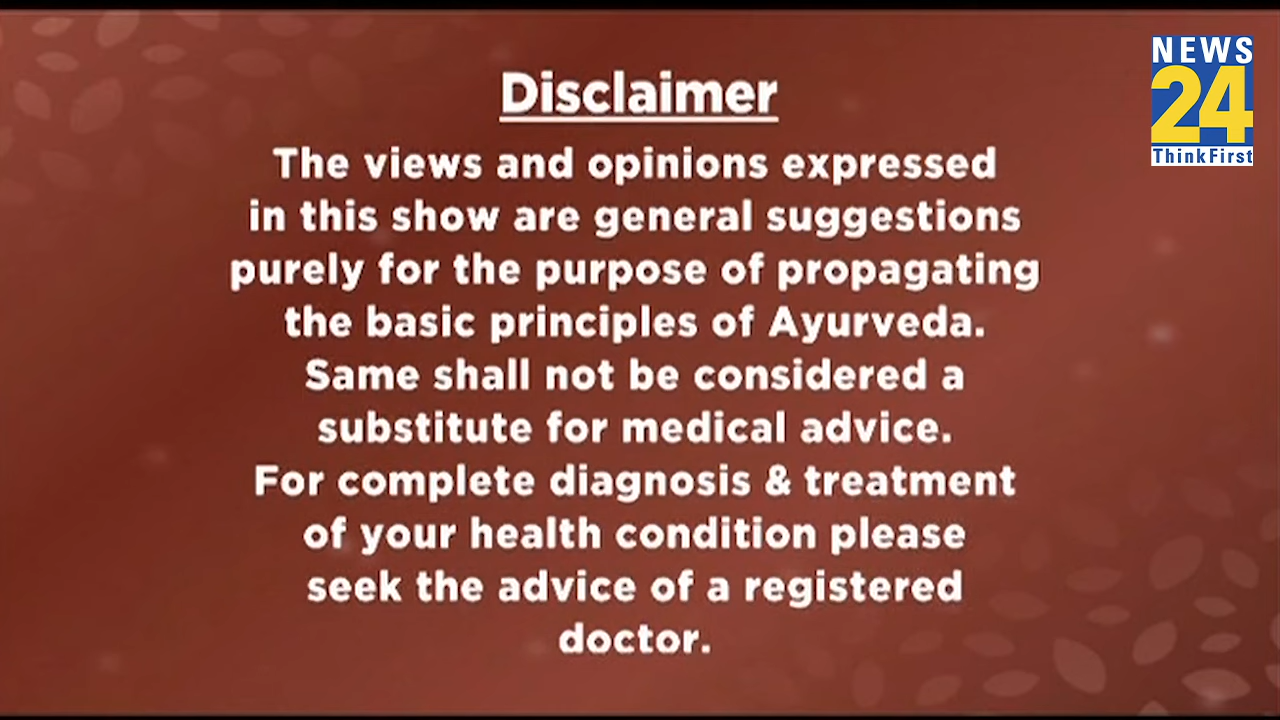 Disclaimer
The views and opinions expressed
in this show are general suggestions
purely for the purpose of propagating
the basic principles of Ayurveda.
Same shall not be considered a
substitute for medical advice.
For complete diagnosis & treatment
of your health condition please
seek the advice of a registered
doctor.
NEWS
24
ThinkFirst